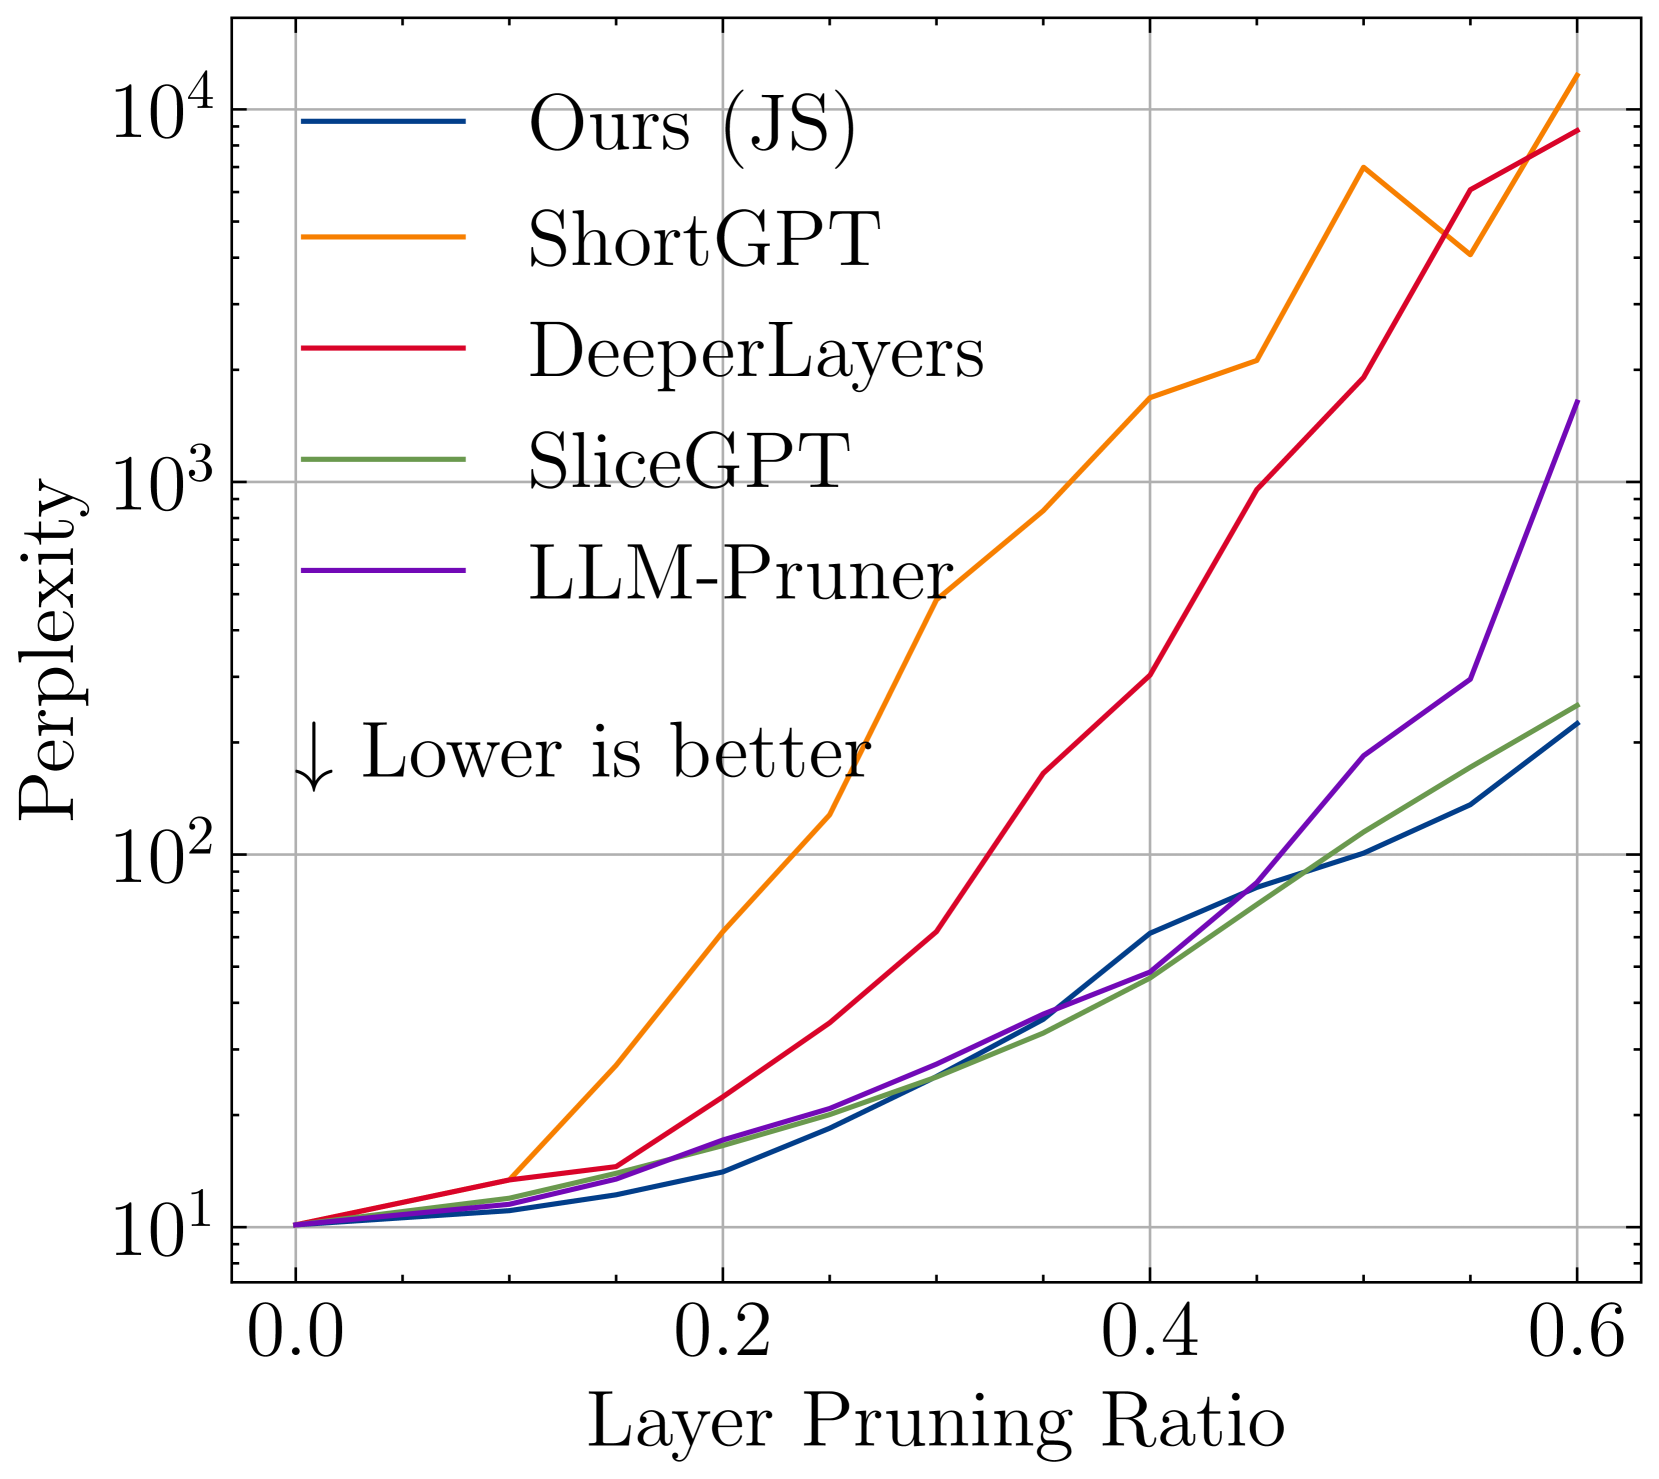 10^4
10^3
10^2
10^1
Perplexity
Ours (JS)
ShortGPT
DeeperLayers
SliceGPT
LLM-Pruner
↓ Lower is better
0.0 0.2 0.4 0.6
Layer Pruning Ratio